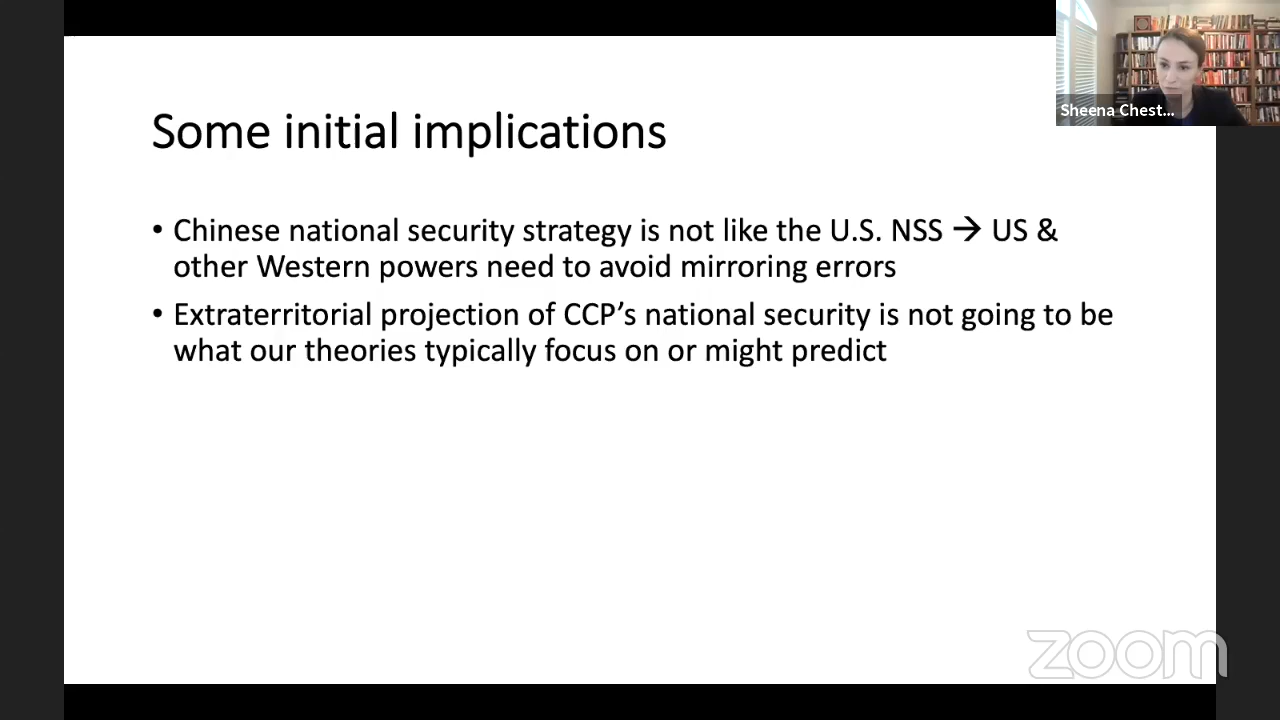 Sheena Chest...
Some initial implications
• Chinese national security strategy is not like the U.S. NSS → US &
other Western powers need to avoid mirroring errors
• Extraterritorial projection of CCP’s national security is not going to be
what our theories typically focus on or might predict
zoom